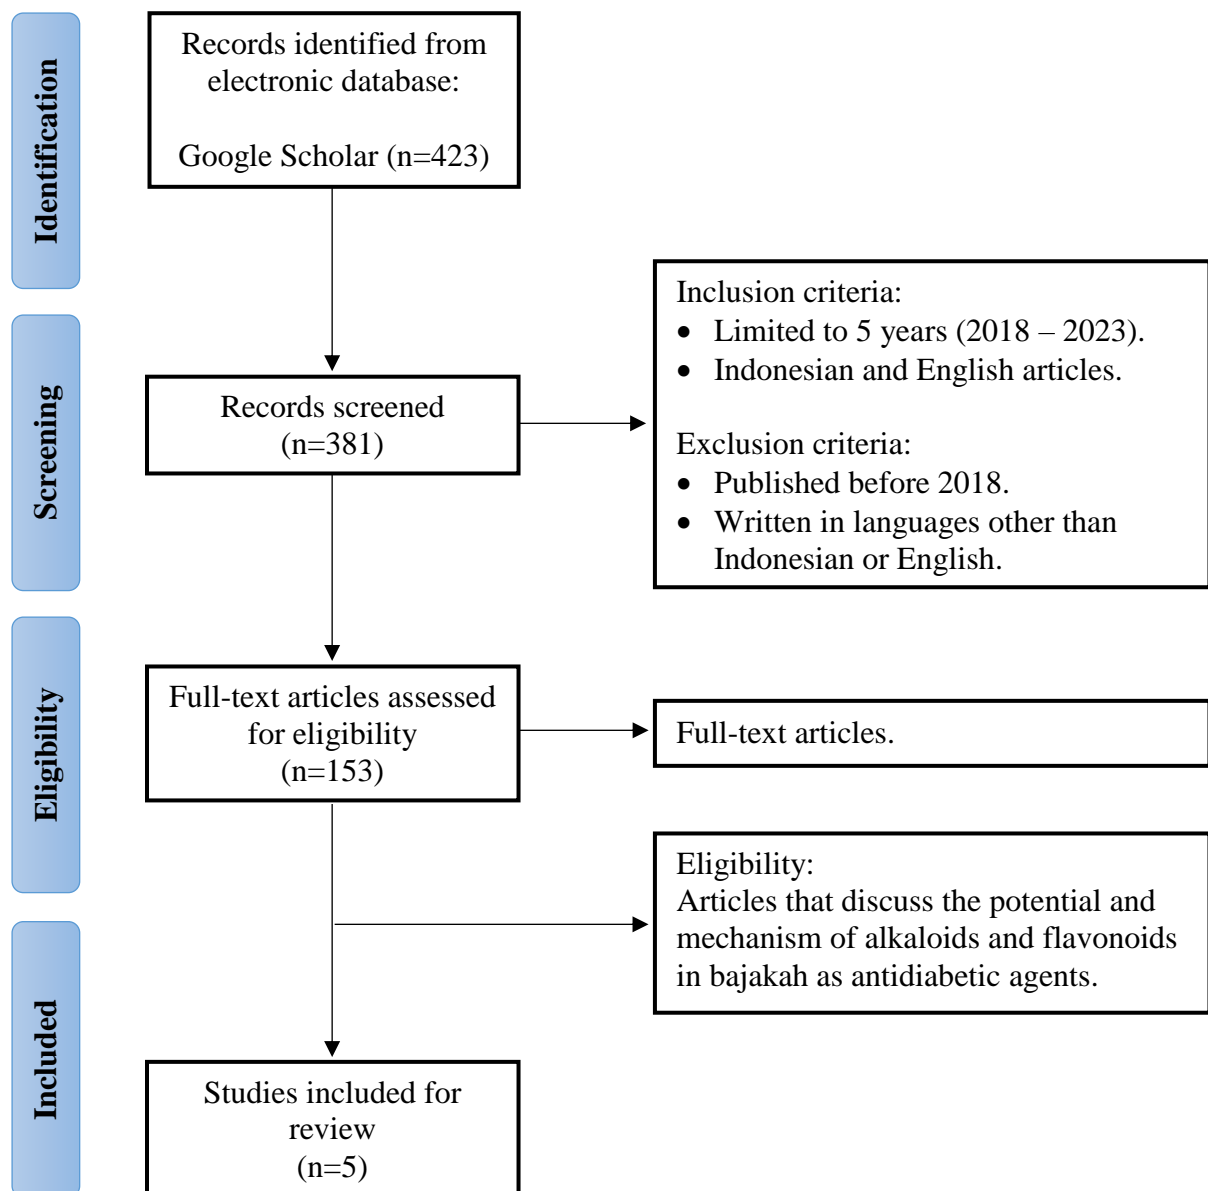 Identification
Records identified from
electronic database:
Google Scholar (n=423)
Screening
Records screened
(n=381)
Inclusion criteria:
• Limited to 5 years (2018 – 2023).
• Indonesian and English articles.
Exclusion criteria:
• Published before 2018.
• Written in languages other than
Indonesian or English.
Eligibility
Full-text articles assessed
for eligibility
(n=153)
Full-text articles.
Eligibility:
Articles that discuss the potential and
mechanism of alkaloids and flavonoids
in bajakah as antidiabetic agents.
Included
Studies included for
review
(n=5)